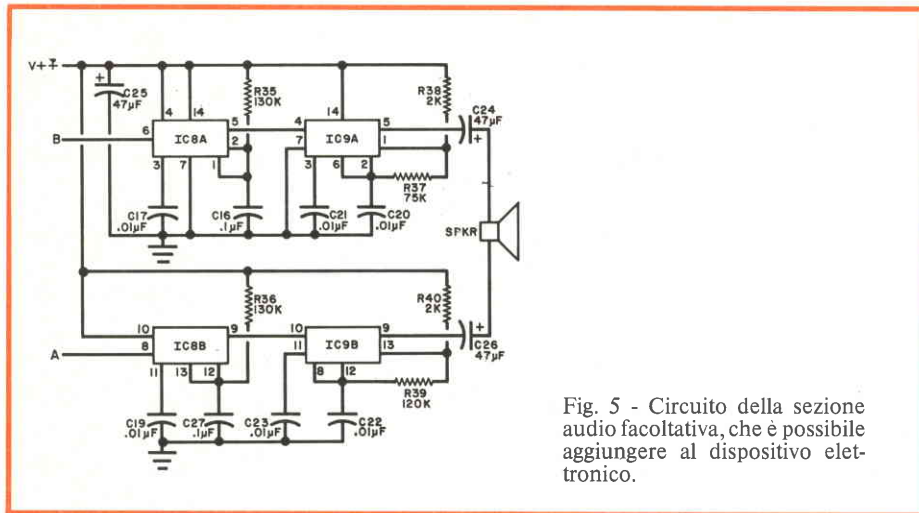 V+
R35
130K
R38
2K
C24
47µF
+
+
C25
47µF
4
14
14
B
6
IC8A
5
2
4
7
IC9A
5
1
3
7
1
3
6
2
R37
75K
C17
.01µF
C16
.1µF
C21
.01µF
C20
.01µF
SPKR
R36
130K
R40
2K
+
C26
47µF
10
8
A
IC8B
9
10
11
IC9B
9
13
11
13
12
8
12
R39
120K
C19
.01µF
C27
.1µF
C23
.01µF
C22
.01µF
Fig. 5 - Circuito della sezione
audio facoltativa, che è possibile
aggiungere al dispositivo elet-
tronico.